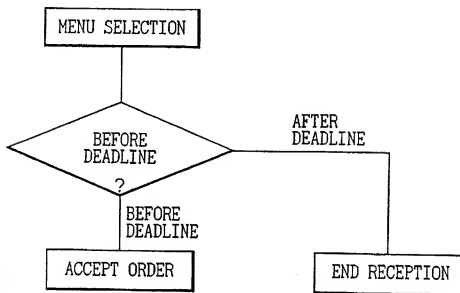 MENU SELECTION
BEFORE
DEADLINE
?
AFTER
DEADLINE
BEFORE
DEADLINE
ACCEPT ORDER
END RECEPTION